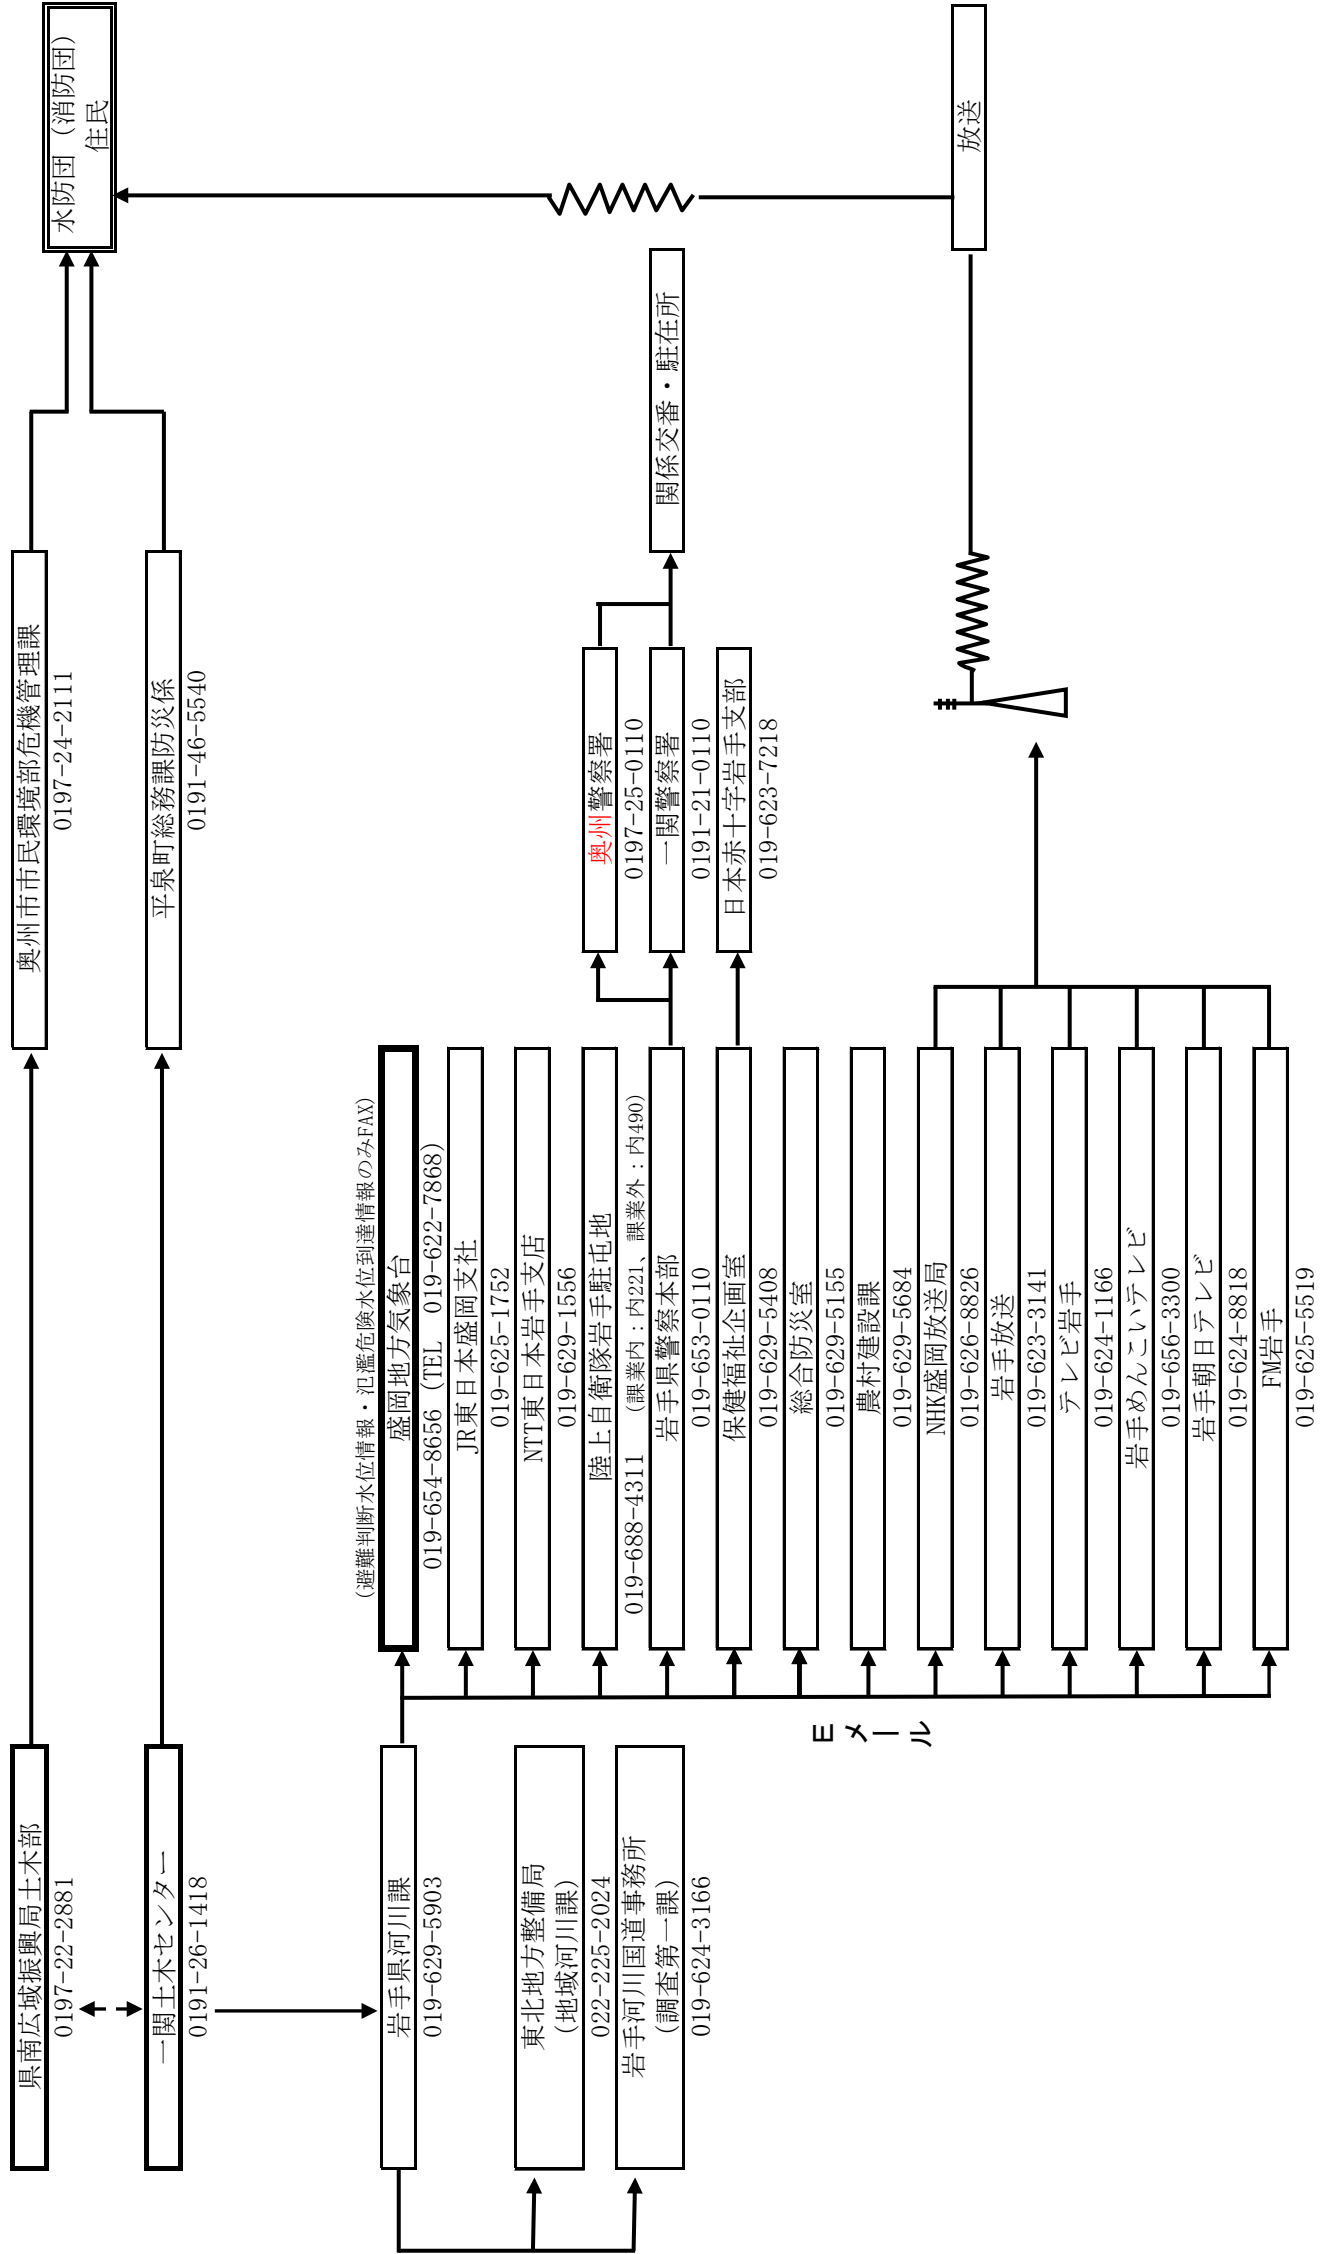 県南広域振興局土木部
0197-22-2881
一関土木センター
0191-26-1418
岩手県河川課
019-629-5903
東北地方整備局
(地域河川課)
022-225-2024
岩手河川国道事務所
(調査第一課)
019-624-3166
Eメール
(避難判断水位情報・氾濫危険水位到達情報のみFAX)
盛岡地方気象台
019-654-8656 (TEL 019-622-7868)
JR東日本盛岡支社
019-625-1752
NTT東日本岩手支店
019-629-1556
陸上自衛隊岩手駐屯地
019-688-4311 (課業内：内221、課業外：内490)
岩手県警察本部
019-653-0110
保健福祉企画室
019-629-5408
総合防災室
019-629-5155
農村建設課
019-629-5684
NHK盛岡放送局
019-626-8826
岩手放送
019-623-3141
テレビ岩手
019-624-1166
岩手めんこいテレビ
019-656-3300
岩手朝日テレビ
019-624-8818
FM岩手
019-625-5519
奥州市市民環境部危機管理課
0197-24-2111
平泉町総務課防災係
0191-46-5540
奥州警察署
0197-25-0110
一関警察署
0191-21-0110
日本赤十字岩手支部
019-623-7218
関係交番・駐在所
水防団（消防団）
住民
放送